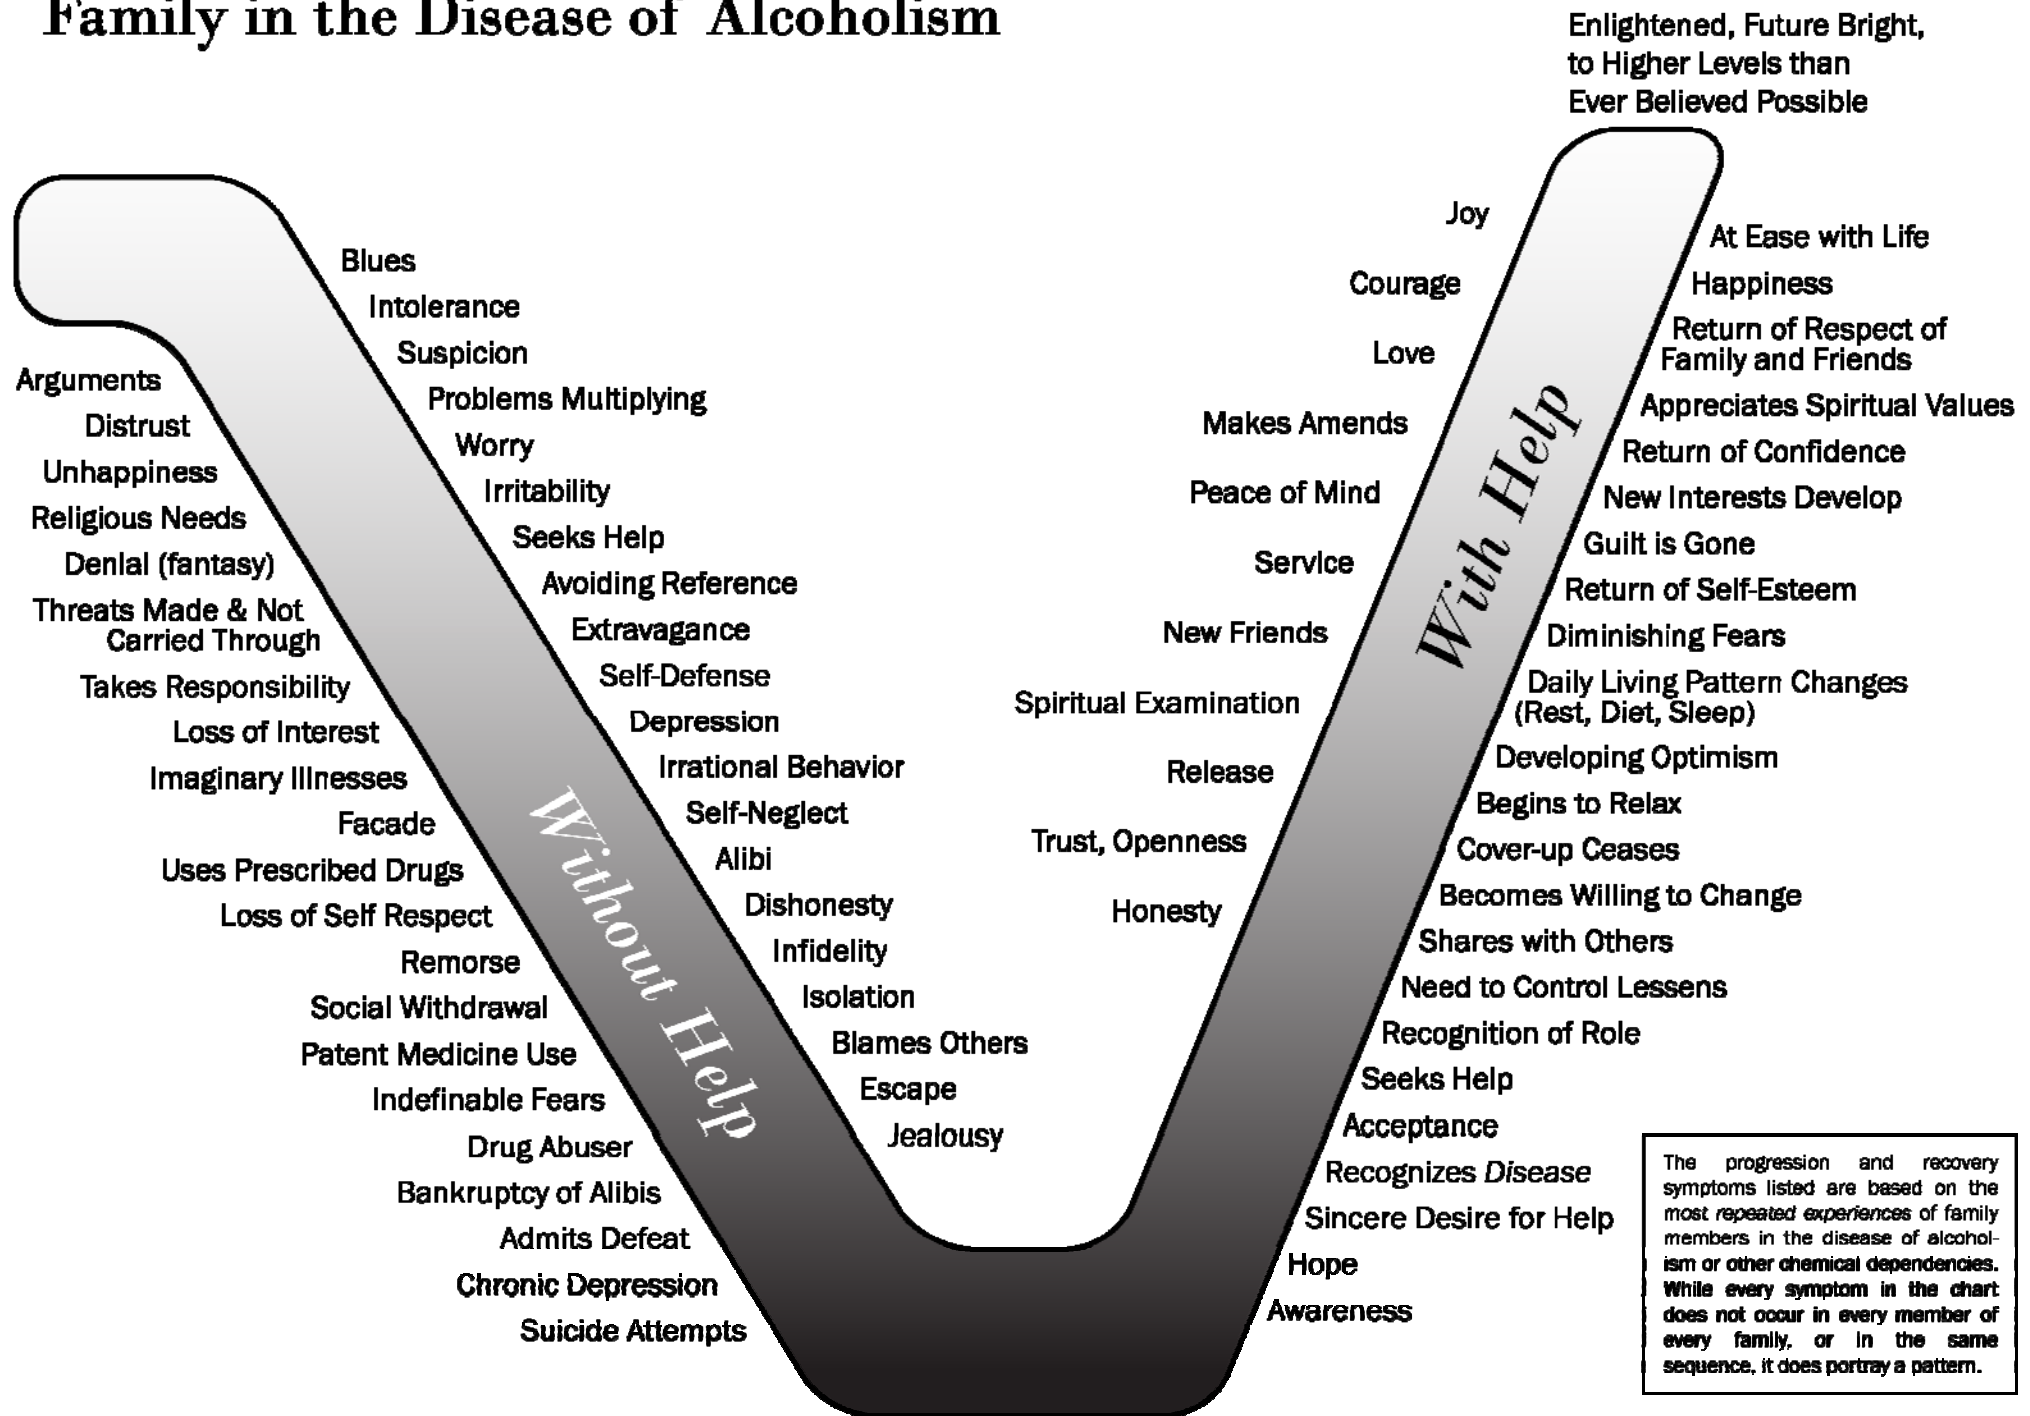 Family in the Disease of Alcoholism
Enlightened, Future Bright,
to Higher Levels than
Ever Believed Possible
Arguments
Distrust
Unhappiness
Religious Needs
Denial (fantasy)
Threats Made & Not
Carried Through
Takes Responsibility
Loss of Interest
Imaginary Illnesses
Facade
Uses Prescribed Drugs
Loss of Self Respect
Remorse
Social Withdrawal
Patent Medicine Use
Indefinable Fears
Drug Abuser
Bankruptcy of Alibis
Admits Defeat
Chronic Depression
Suicide Attempts
Without Help
Blues
Intolerance
Suspicion
Problems Multiplying
Worry
Irritability
Seeks Help
Avoiding Reference
Extravagance
Self-Defense
Depression
Irrational Behavior
Self-Neglect
Alibi
Dishonesty
Infidelity
Isolation
Blames Others
Escape
Jealousy
Joy
Courage
Love
Makes Amends
Peace of Mind
Service
New Friends
Spiritual Examination
Release
Trust, Openness
Honesty
With Help
At Ease with Life
Happiness
Return of Respect of
Family and Friends
Appreciates Spiritual Values
Return of Confidence
New Interests Develop
Guilt is Gone
Return of Self-Esteem
Diminishing Fears
Daily Living Pattern Changes
(Rest, Diet, Sleep)
Developing Optimism
Begins to Relax
Cover-up Ceases
Becomes Willing to Change
Shares with Others
Need to Control Lessens
Recognition of Role
Seeks Help
Acceptance
Recognizes Disease
Sincere Desire for Help
Hope
Awareness
The progression and recovery
symptoms listed are based on the
most repeated experiences of family
members in the disease of alcohol-
ism or other chemical dependencies.
While every symptom in the chart
does not occur in every member of
every family, or in the same
sequence, it does portray a pattern.